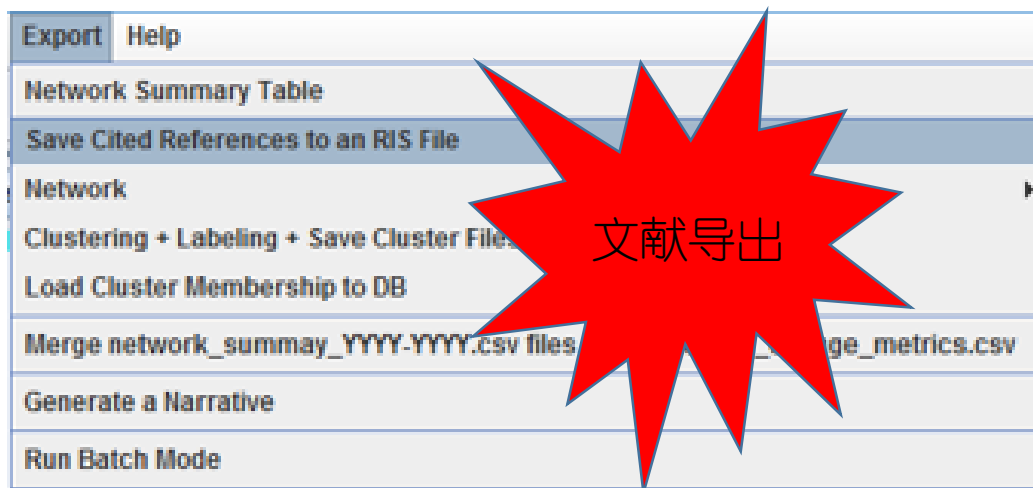 Export Help
Network Summary Table
Save Cited References to an RIS File
Network
Clustering + Labeling + Save Cluster Files
文献导出
Load Cluster Membership to DB
Merge network_summay_YYYY-YYYY.csv files
metrics.csv
Generate a Narrative
Run Batch Mode